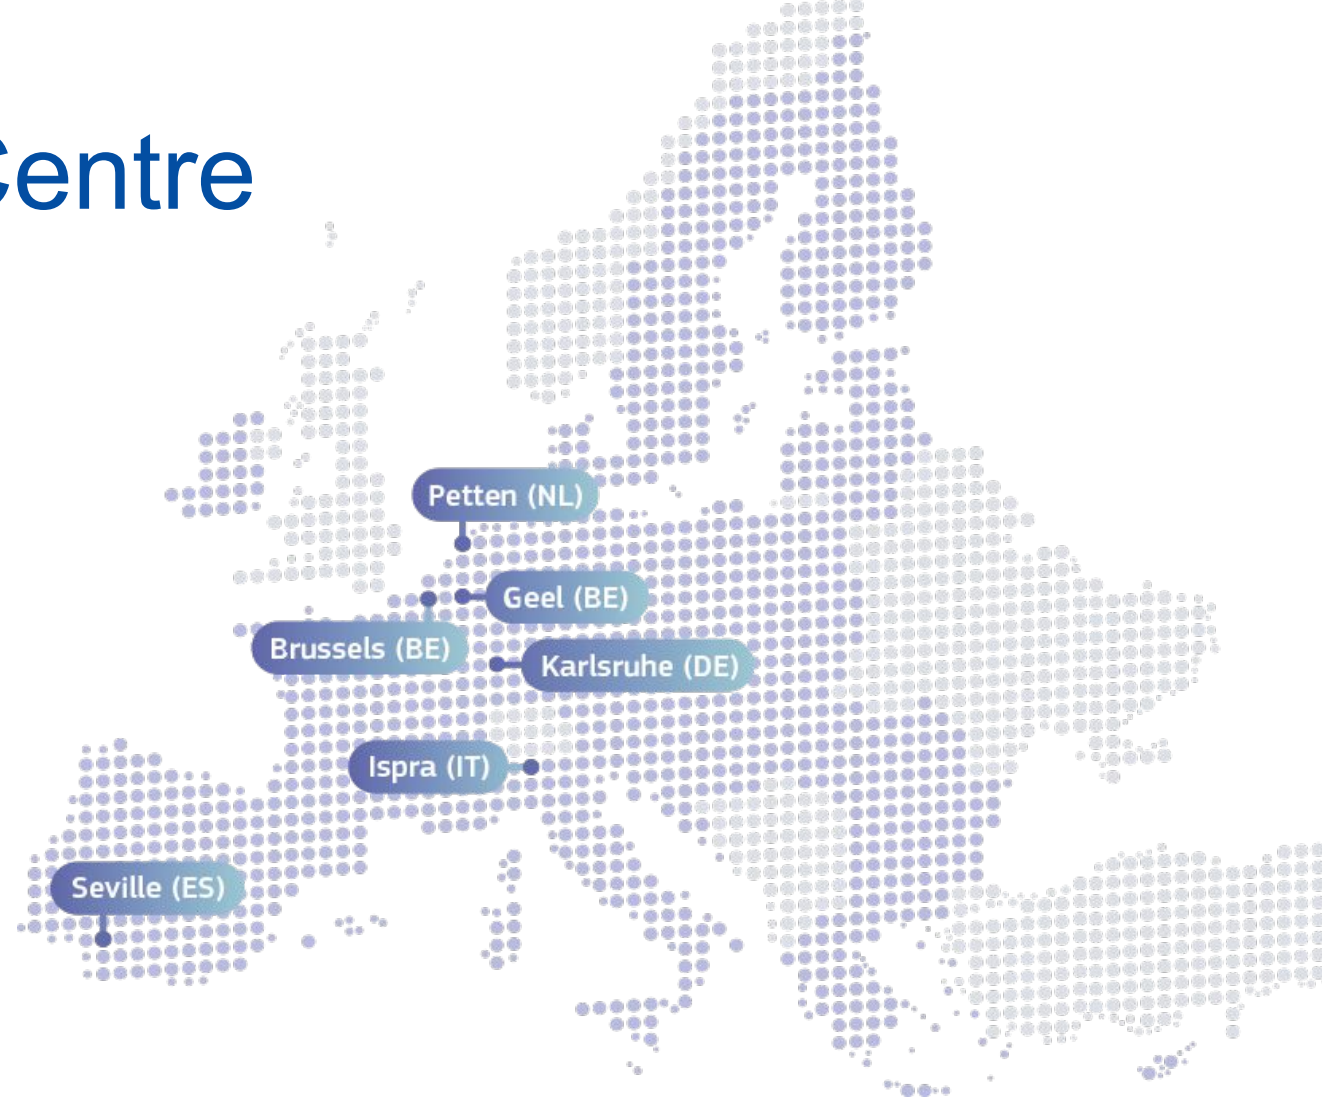 Centre
Petten (NL)
Geel (BE)
Brussels (BE)
Karlsruhe (DE)
Ispra (IT)
Seville (ES)